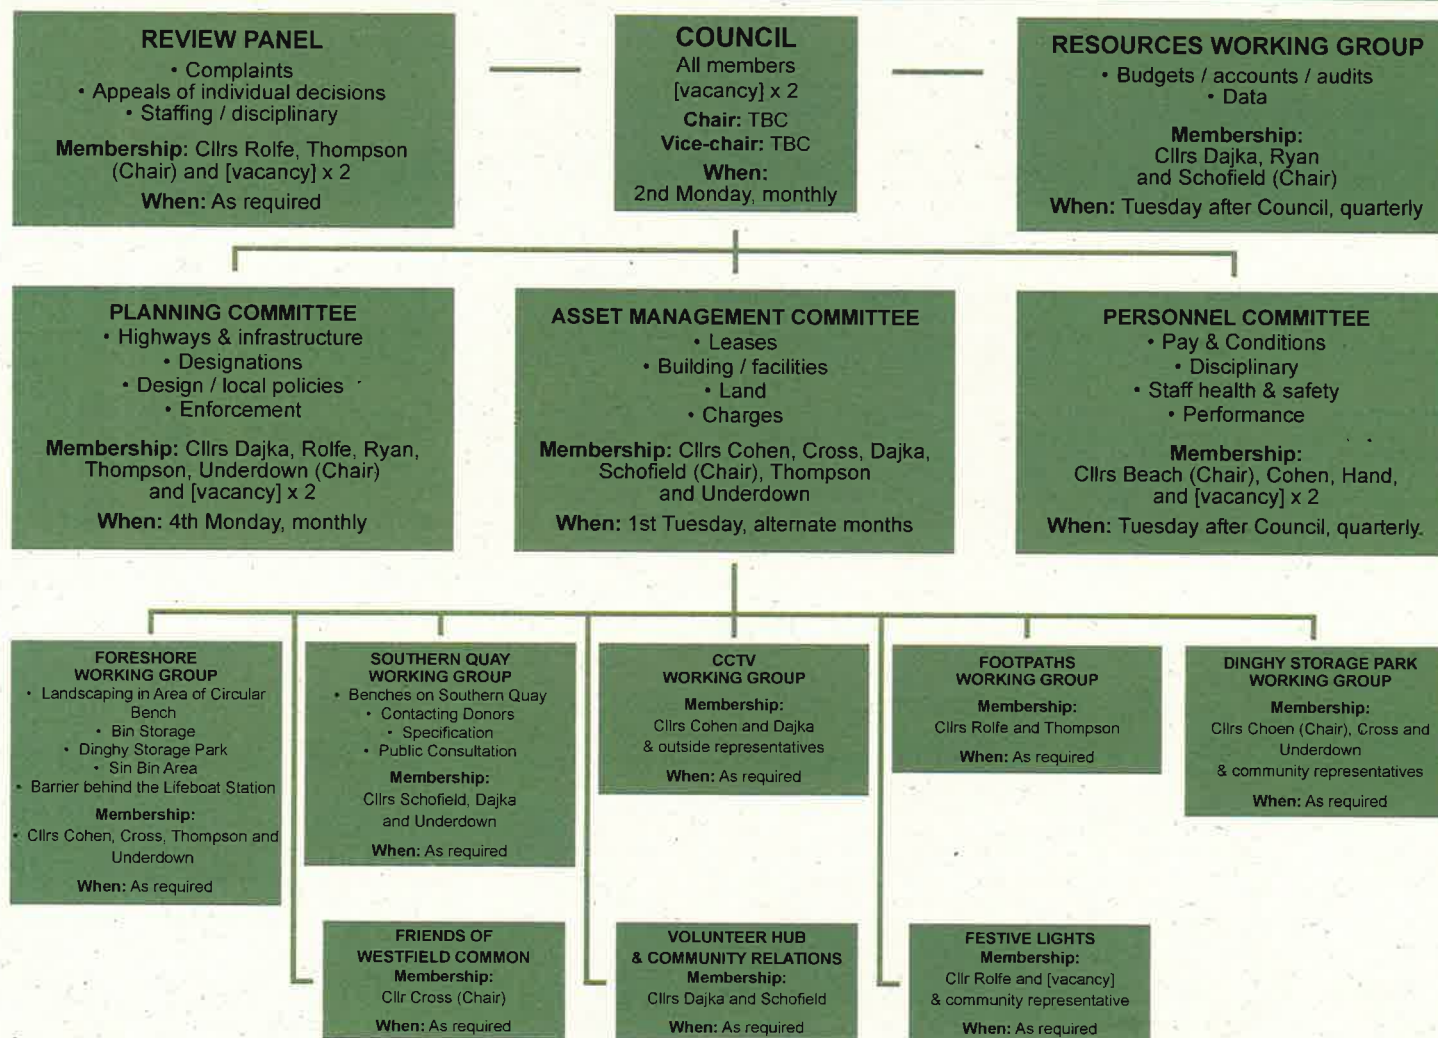 REVIEW PANEL
• Complaints
• Appeals of individual decisions
• Staffing / disciplinary
Membership: Cllrs Rolfe, Thompson
(Chair) and [vacancy] x 2
When: As required
COUNCIL
All members
[vacancy] x 2
Chair: TBC
Vice-chair: TBC
When:
2nd Monday, monthly
RESOURCES WORKING GROUP
• Budgets / accounts / audits
• Data
Membership:
Cllrs Dajka, Ryan
and Schofield (Chair)
When: Tuesday after Council, quarterly
PLANNING COMMITTEE
• Highways & infrastructure
• Designations
• Design / local policies
• Enforcement
Membership: Cllrs Dajka, Rolfe, Ryan,
Thompson, Underdown (Chair)
and [vacancy] x 2
When: 4th Monday, monthly
ASSET MANAGEMENT COMMITTEE
• Leases
• Building / facilities
• Land
• Charges
Membership: Cllrs Cohen, Cross, Dajka,
Schofield (Chair), Thompson
and Underdown
When: 1st Tuesday, alternate months
PERSONNEL COMMITTEE
• Pay & Conditions
• Disciplinary
• Staff health & safety
• Performance
Membership:
Cllrs Beach (Chair), Cohen, Hand,
and [vacancy] x 2
When: Tuesday after Council, quarterly.
FORESHORE
WORKING GROUP
• Landscaping in Area of Circular
Bench
• Bin Storage
• Dinghy Storage Park
• Sin Bin Area
• Barrier behind the Lifeboat Station
Membership:
• Cllrs Cohen, Cross, Thompson and
Underdown
When: As required
SOUTHERN QUAY
WORKING GROUP
• Benches on Southern Quay
• Contacting Donors
• Specification
• Public Consultation
Membership:
Cllrs Schofield, Dajka
and Underdown
When: As required
CCTV
WORKING GROUP
Membership:
Cllrs Cohen and Dajka
& outside representatives
When: As required
FOOTPATHS
WORKING GROUP
Membership:
Cllrs Rolfe and Thompson
When: As required
DINGHY STORAGE PARK
WORKING GROUP
Membership:
Cllrs Choen (Chair), Cross and
Underdown
& community representatives
When: As required
FRIENDS OF
WESTFIELD COMMON
Membership:
Cllr Cross (Chair)
When: As required
VOLUNTEER HUB
& COMMUNITY RELATIONS
Membership:
Cllrs Dajka and Schofield
When: As required
FESTIVE LIGHTS
Membership:
Cllr Rolfe and [vacancy]
& community representative
When: As required